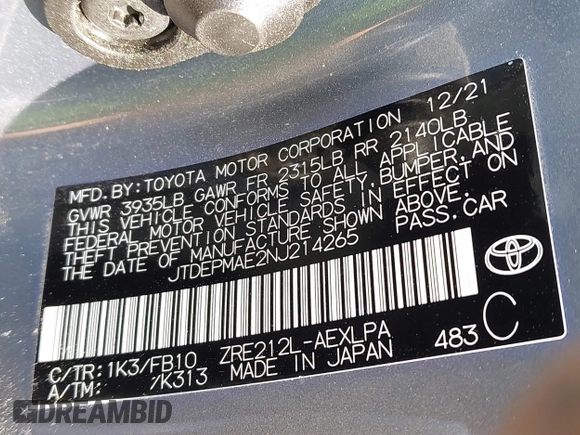 MFD. BY: TOYOTA MOTOR CORPORATION 12/21
GVWR 3935LB GAWR FR 2315LB RR 2140LB
THIS VEHICLE CONFORMS TO ALL APPLICABLE
FEDERAL MOTOR VEHICLE SAFETY, BUMPER, AND
THEFT PREVENTION STANDARDS IN EFFECT ON
THE DATE OF MANUFACTURE SHOWN ABOVE.
JTDEPMAE2NJ214265 PASS. CAR
C/TR: 1K3/FB10 ZRE212L-AEXLPA 483 C
A/TM: /K313 MADE IN JAPAN
DREAMBID